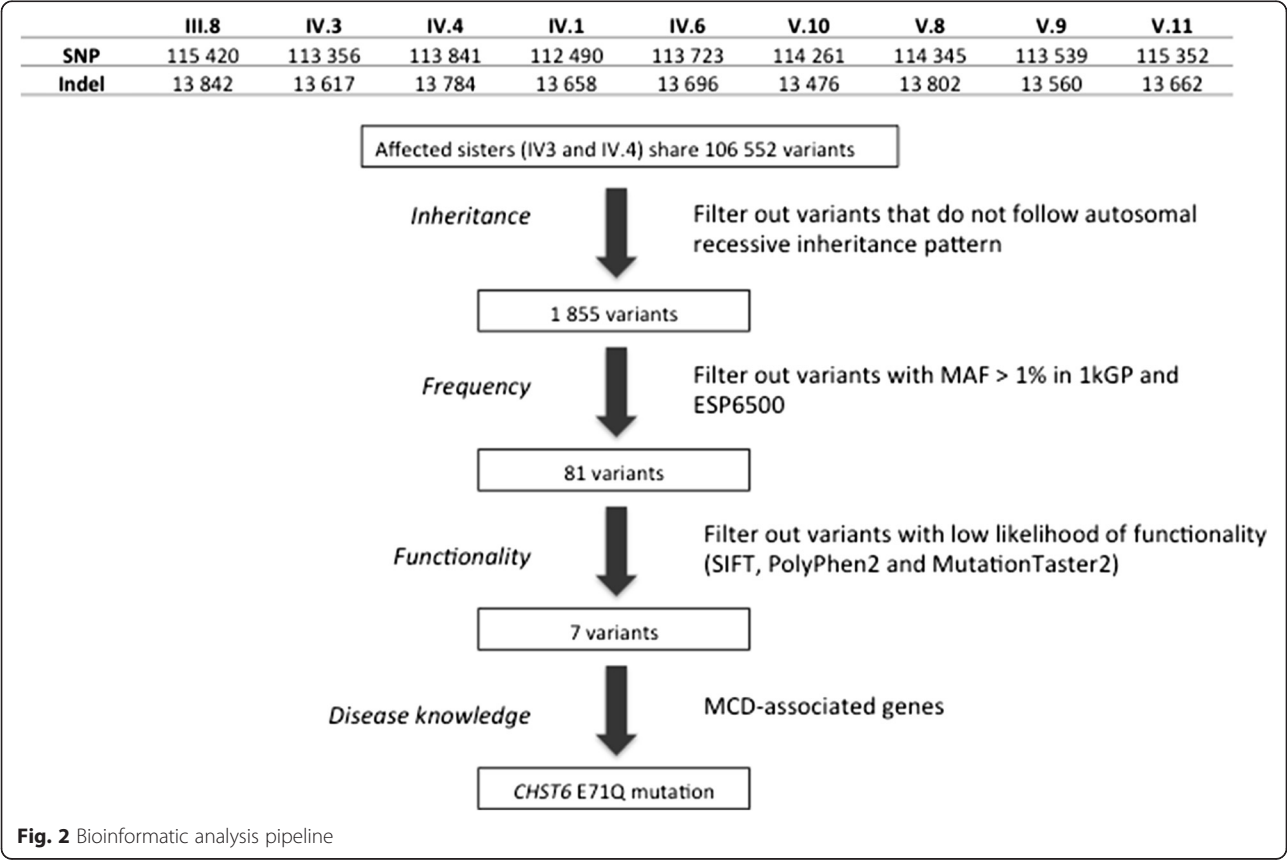 III.8 IV.3 IV.4 IV.1 IV.6 V.10 V.8 V.9 V.11
SNP 115 420 113 356 113 841 112 490 113 723 114 261 114 345 113 539 115 352
Indel 13 842 13 617 13 784 13 658 13 696 13 476 13 802 13 560 13 662
Affected sisters (IV3 and IV.4) share 106 552 variants
Inheritance
Filter out variants that do not follow autosomal
recessive inheritance pattern
1 855 variants
Frequency
Filter out variants with MAF > 1% in 1kGP and
ESP6500
81 variants
Functionality
Filter out variants with low likelihood of functionality
(SIFT, PolyPhen2 and MutationTaster2)
7 variants
Disease knowledge
MCD-associated genes
CHST6 E71Q mutation
Fig. 2 Bioinformatic analysis pipeline